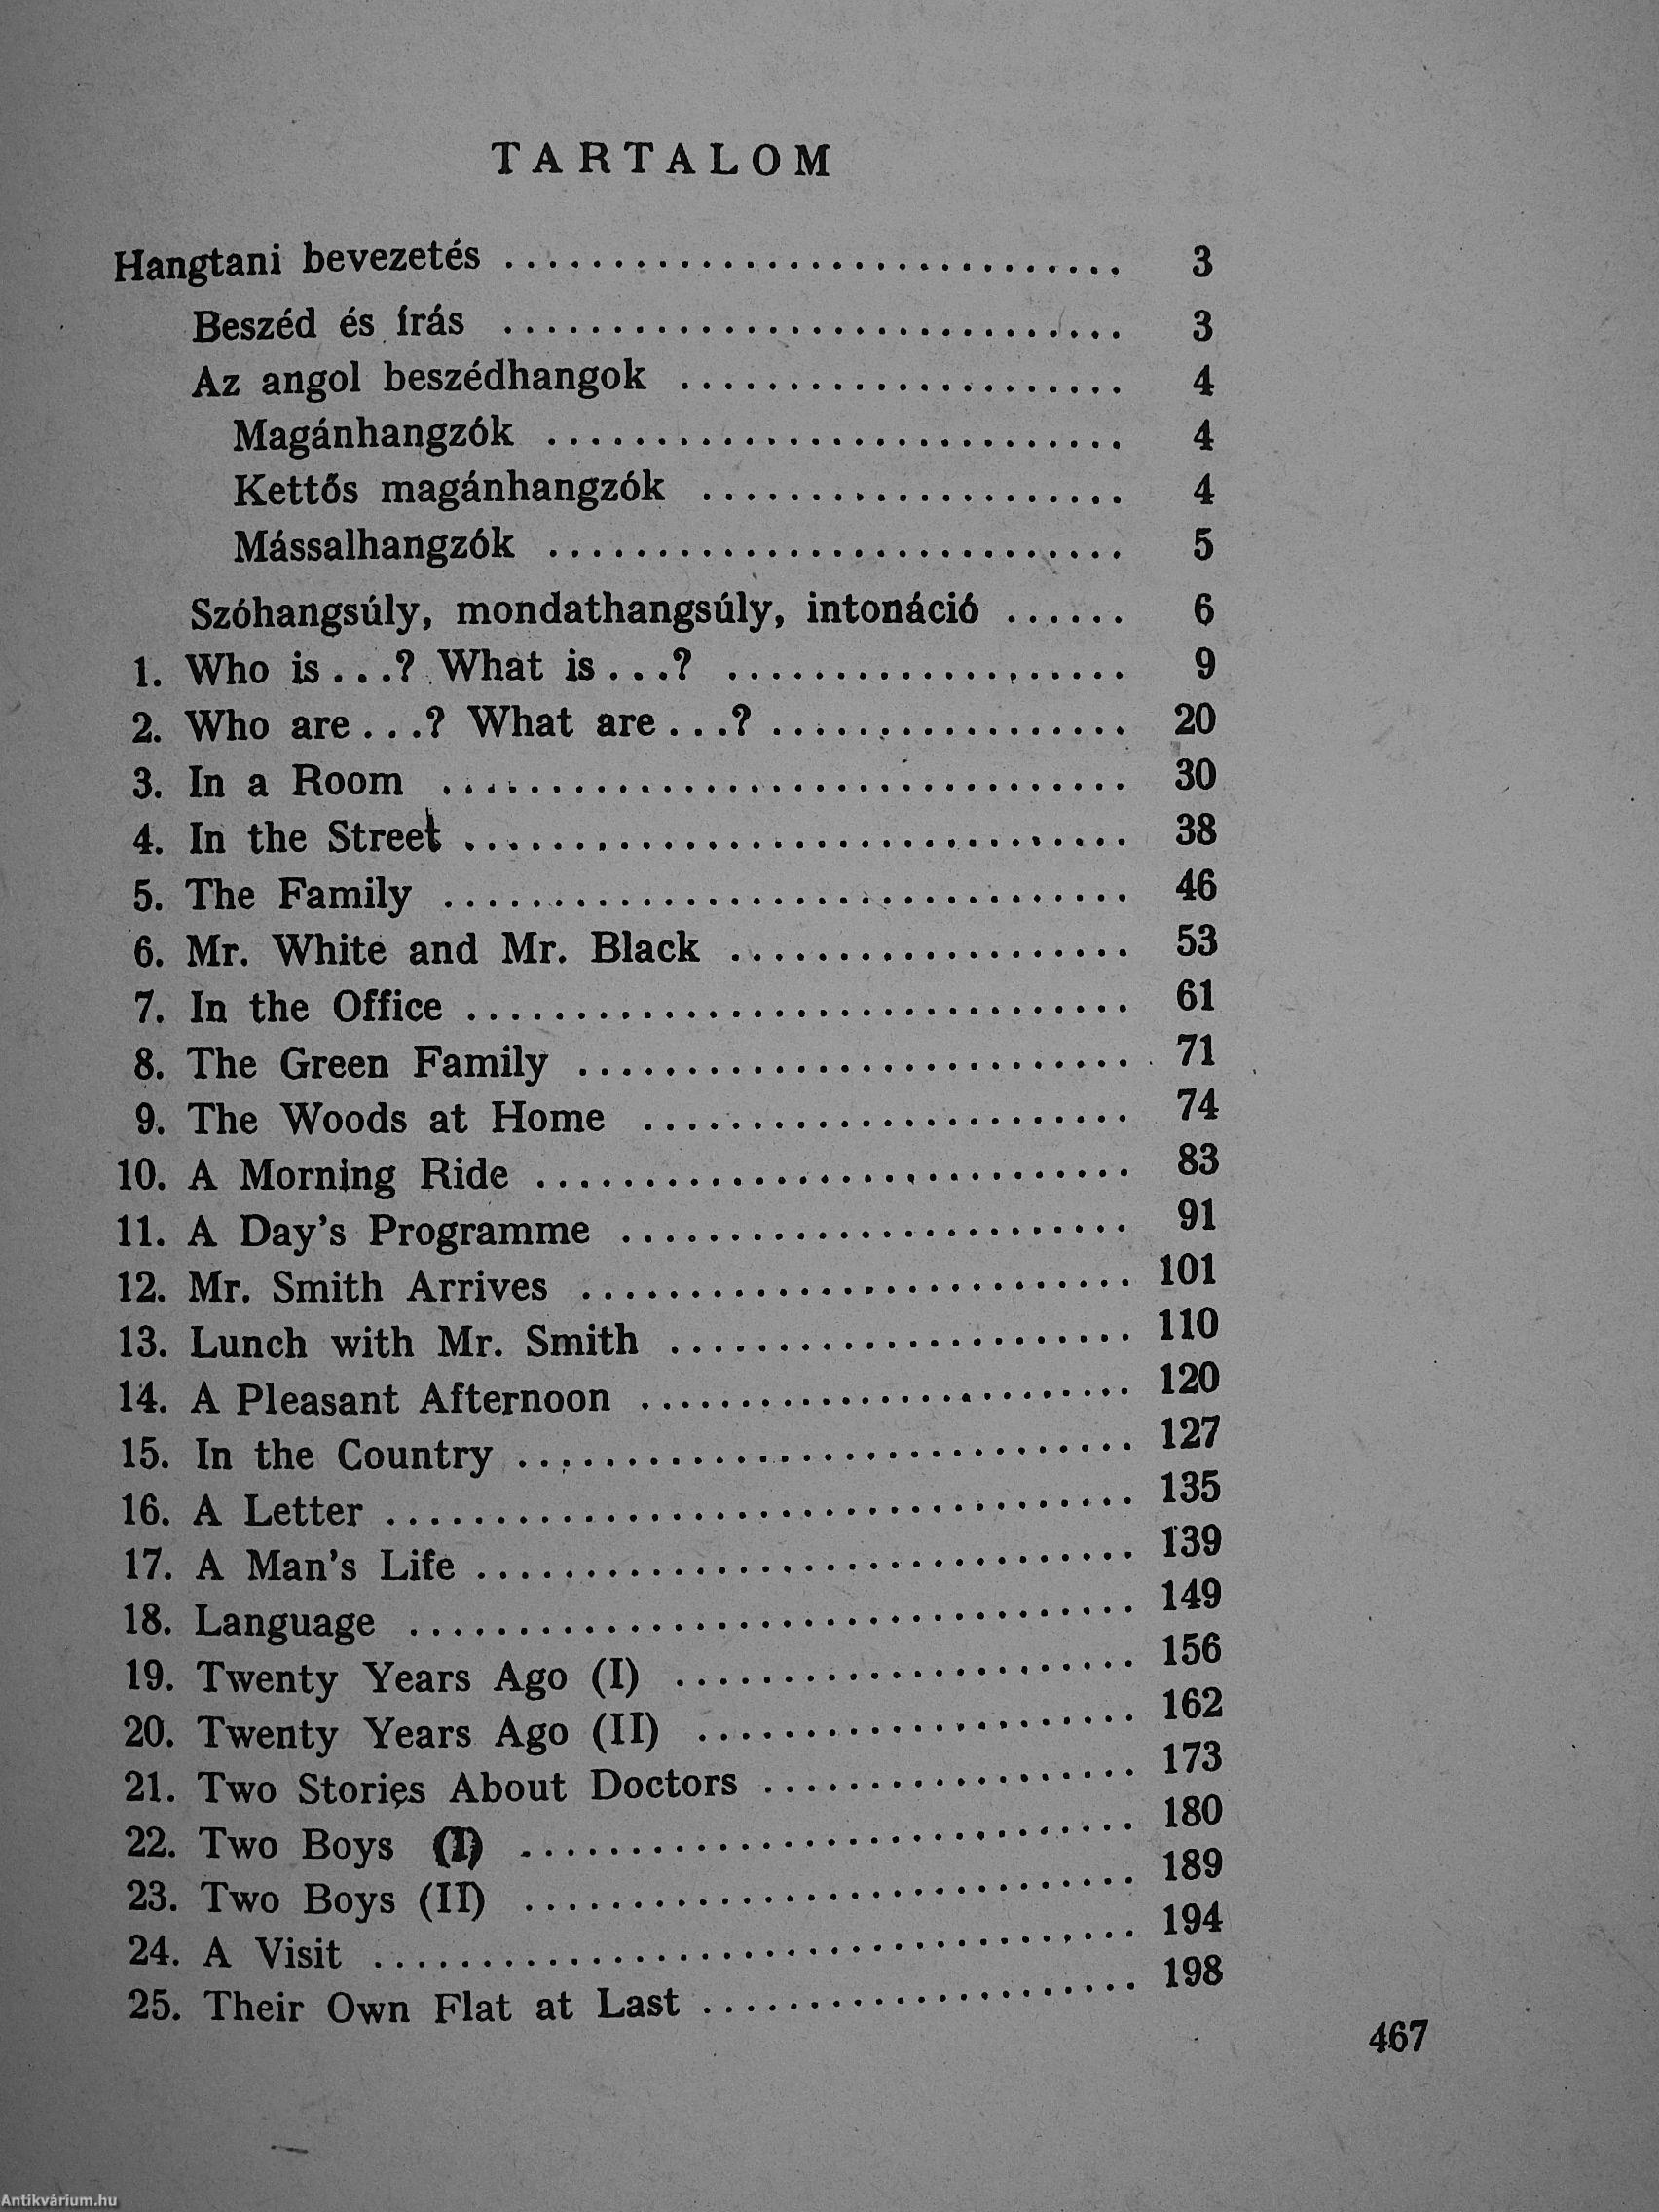 TARTALOM
Hangtani bevezetés .............................. 3
Beszéd és írás .............................. 3
Az angol beszédhangok ..................... 4
Magánhangzók ........................... 4
Kettős magánhangzók .................... 4
Mássalhangzók ........................... 5
Szóhangsúly, mondathangsúly, intonáció ...... 6
1. Who is...? What is...? ................... 9
2. Who are...? What are...? ................. 20
3. In a Room ................................ 30
4. In the Street ............................... 38
5. The Family ................................ 46
6. Mr. White and Mr. Black ................... 53
7. In the Office ............................... 61
8. The Green Family .......................... 71
9. The Woods at Home ....................... 74
10. A Morning Ride ............................ 83
11. A Day's Programme ........................ 91
12. Mr. Smith Arrives .......................... 101
13. Lunch with Mr. Smith ...................... 110
14. A Pleasant Afternoon ....................... 120
15. In the Country ............................. 127
16. A Letter ................................... 135
17. A Man's Life ............................... 139
18. Language .................................. 149
19. Twenty Years Ago (I) ...................... 156
20. Twenty Years Ago (II) ..................... 162
21. Two Stories About Doctors .................. 173
22. Two Boys (I) ............................. 180
23. Two Boys (II) ............................. 189
24. A Visit .................................... 194
25. Their Own Flat at Last ..................... 198
467
Antikvárium.hu